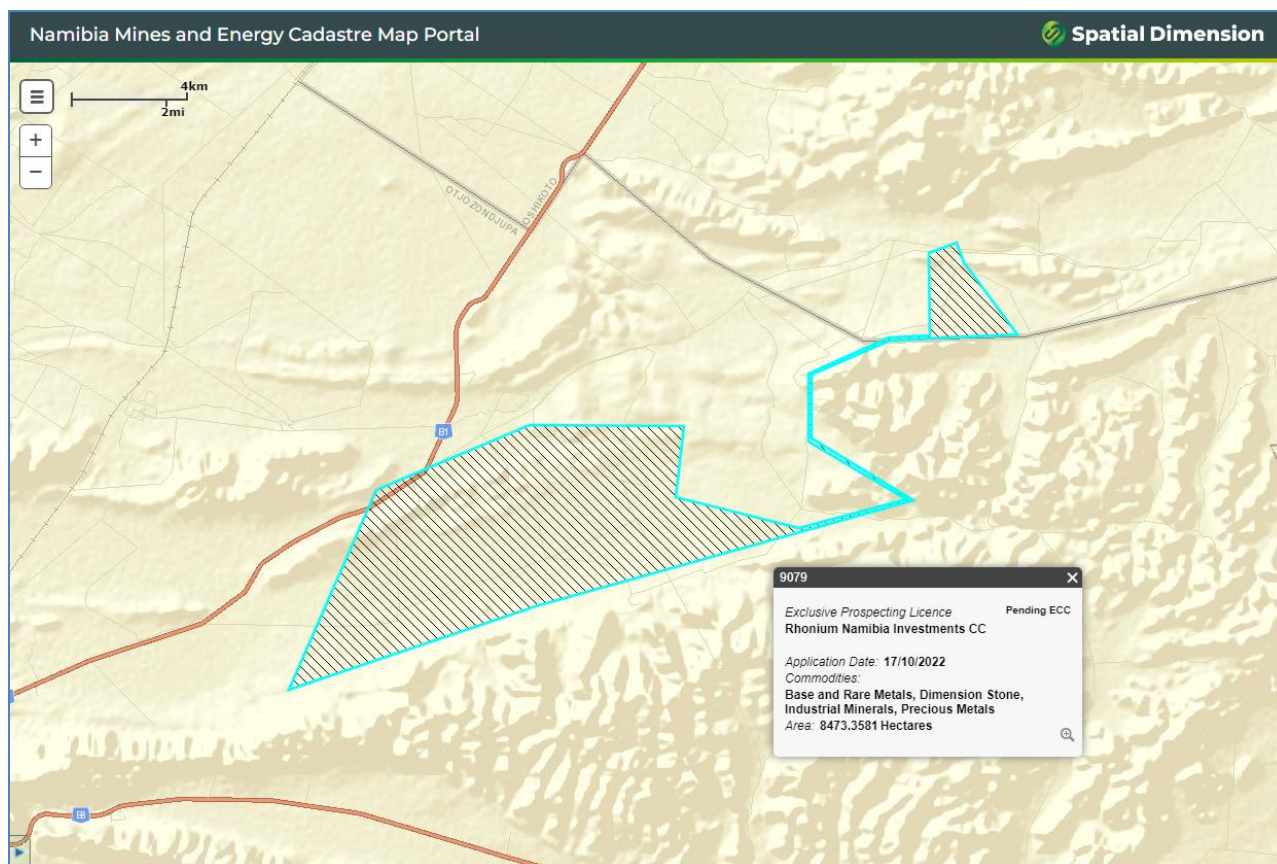 Namibia Mines and Energy Cadastre Map Portal
Spatial Dimension
4km
2mi
+
−
OTJOZONDJUPA
OSHIKOTO
B1
9079
Exclusive Prospecting Licence
Pending ECC
Rhonium Namibia Investments CC
Application Date: 17/10/2022
Commodities:
Base and Rare Metals, Dimension Stone,
Industrial Minerals, Precious Metals
Area: 8473.3581 Hectares
B8